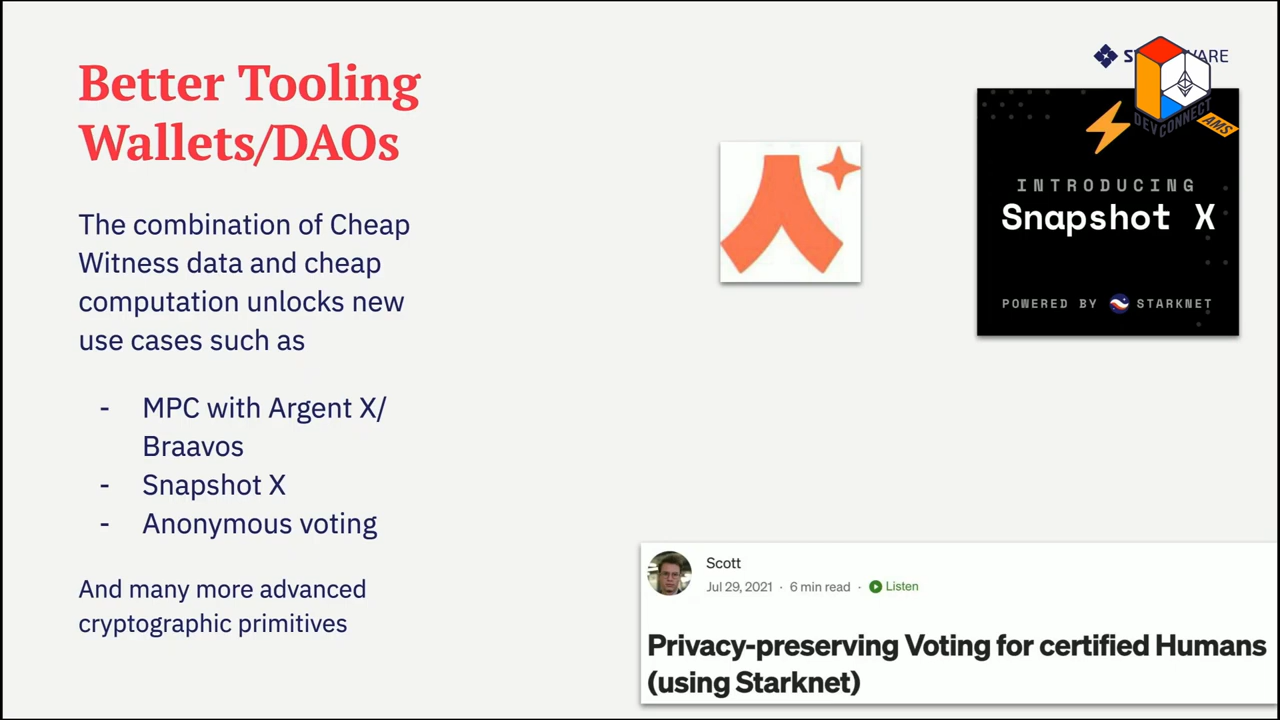 Better Tooling
Wallets/DAOs
The combination of Cheap
Witness data and cheap
computation unlocks new
use cases such as
- MPC with Argent X/
Braavos
- Snapshot X
- Anonymous voting
And many more advanced
cryptographic primitives
DEVCONNECT
AMS
INTRODUCING
Snapshot X
POWERED BY STARKNET
Scott
Jul 29, 2021 · 6 min read · Listen
Privacy-preserving Voting for certified Humans
(using Starknet)